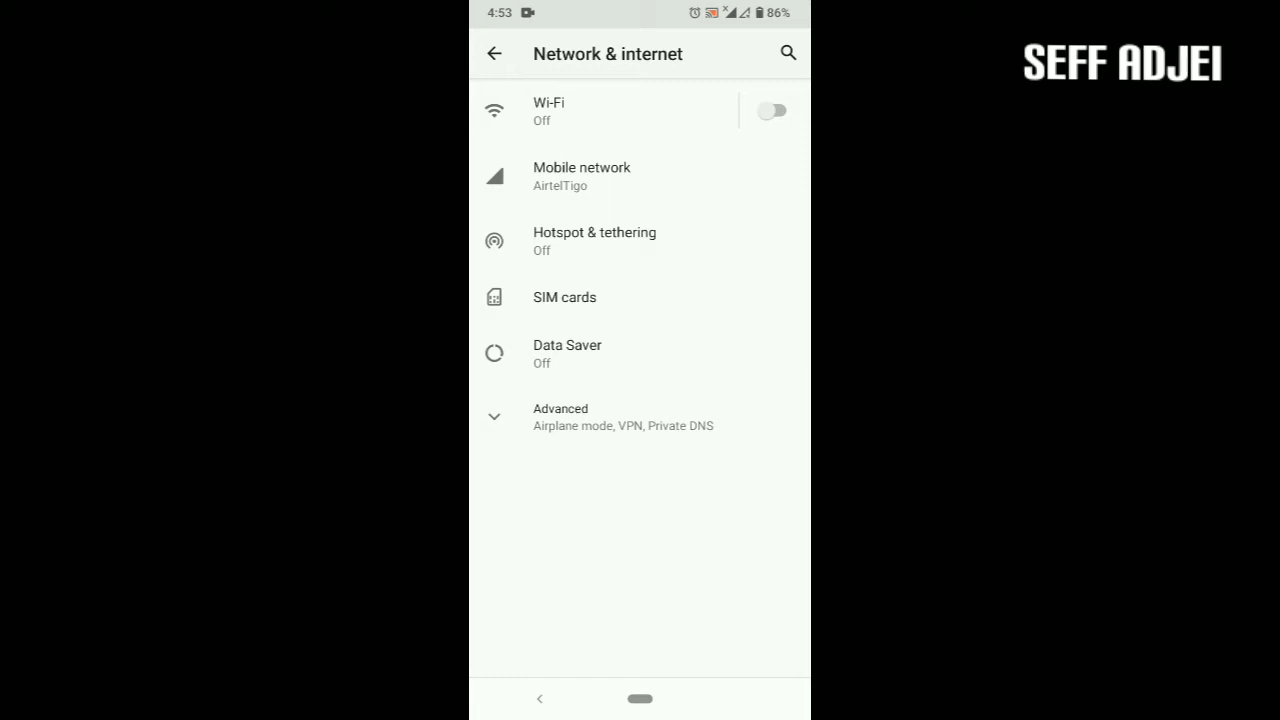 4:53
86%
Network & internet
SEFF ADJEI
Wi-Fi
Off
Mobile network
AirtelTigo
Hotspot & tethering
Off
SIM cards
Data Saver
Off
Advanced
Airplane mode, VPN, Private DNS